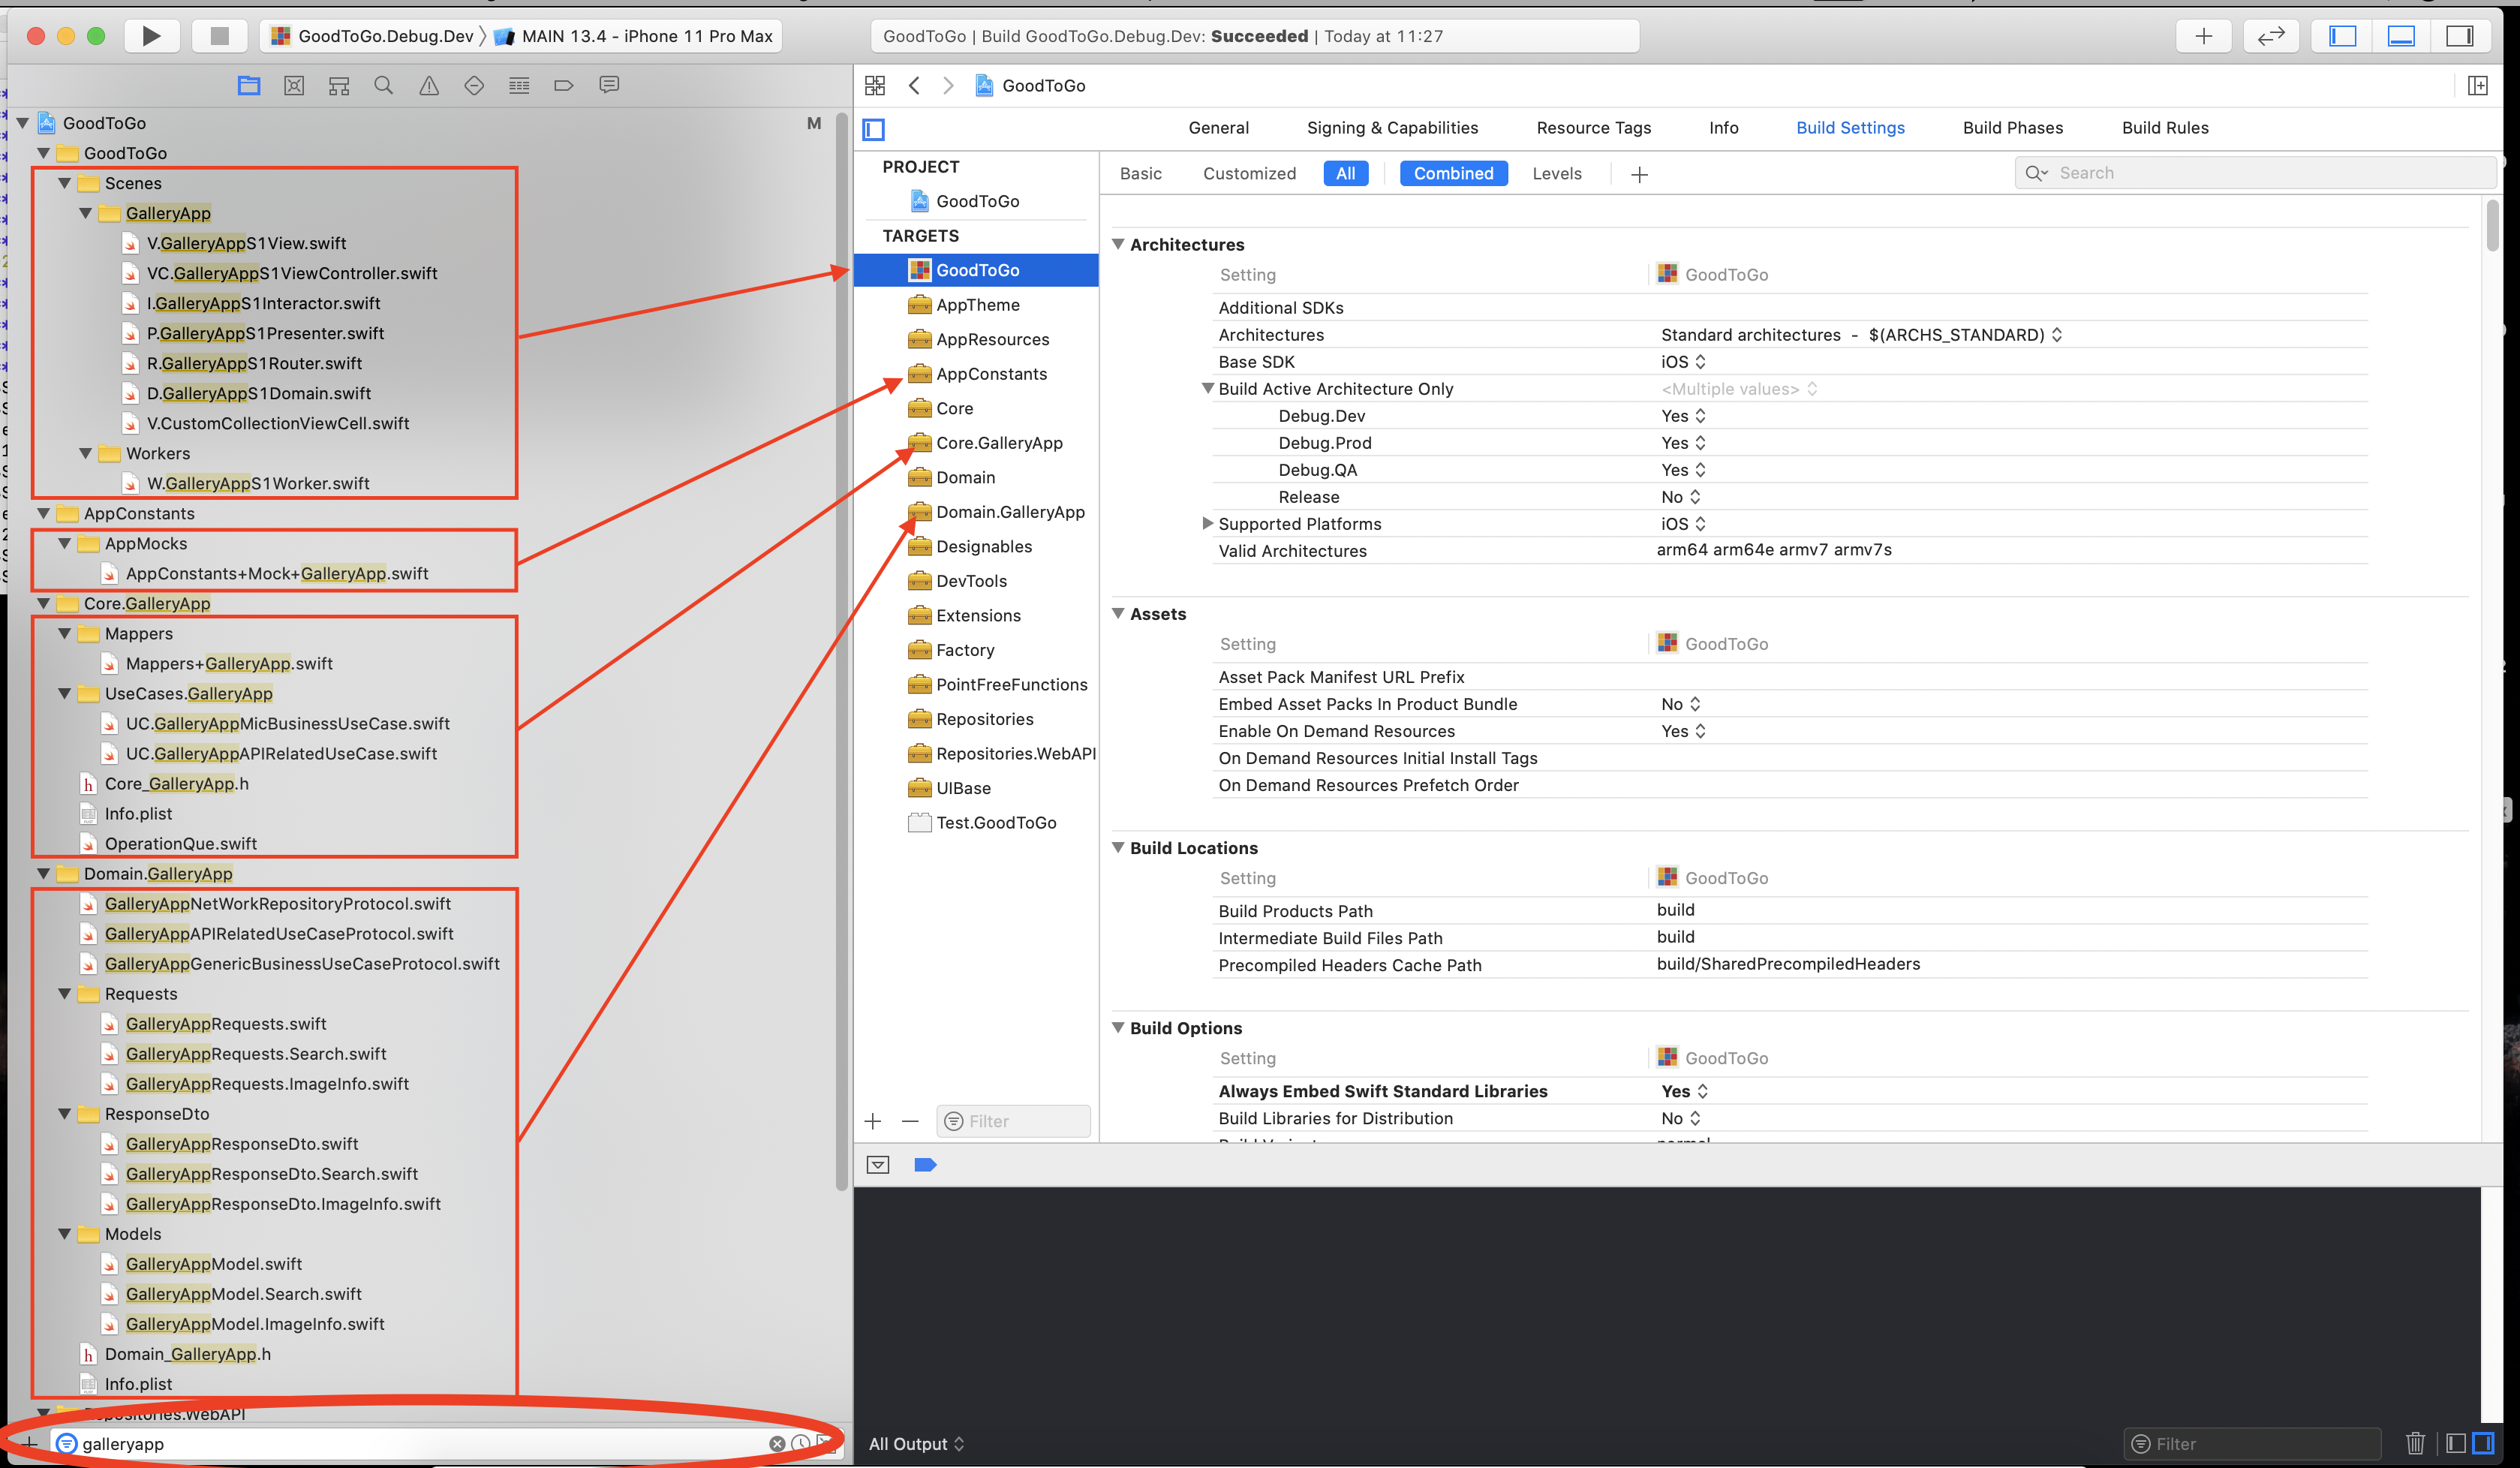 GoodToGo.Debug.Dev MAIN 13.4 - iPhone 11 Pro Max
GoodToGo | Build GoodToGo.Debug.Dev: Succeeded | Today at 11:27
GoodToGo M
GoodToGo
Scenes
GalleryApp
V.GalleryAppS1View.swift
VC.GalleryAppS1ViewController.swift
I.GalleryAppS1Interactor.swift
P.GalleryAppS1Presenter.swift
R.GalleryAppS1Router.swift
D.GalleryAppS1Domain.swift
V.CustomCollectionViewCell.swift
Workers
W.GalleryAppS1Worker.swift
AppConstants
AppMocks
AppConstants+Mock+GalleryApp.swift
Core.GalleryApp
Mappers
Mappers+GalleryApp.swift
UseCases.GalleryApp
UC.GalleryAppMicBusinessUseCase.swift
UC.GalleryAppAPIRelatedUseCase.swift
Core_GalleryApp.h
Info.plist
OperationQue.swift
Domain.GalleryApp
GalleryAppNetWorkRepositoryProtocol.swift
GalleryAppAPIRelatedUseCaseProtocol.swift
GalleryAppGenericBusinessUseCaseProtocol.swift
Requests
GalleryAppRequests.swift
GalleryAppRequests.Search.swift
GalleryAppRequests.ImageInfo.swift
ResponseDto
GalleryAppResponseDto.swift
GalleryAppResponseDto.Search.swift
GalleryAppResponseDto.ImageInfo.swift
Models
GalleryAppModel.swift
GalleryAppModel.Search.swift
GalleryAppModel.ImageInfo.swift
Domain_GalleryApp.h
Info.plist
Repositories.WebAPI
galleryapp
GoodToGo
General Signing & Capabilities Resource Tags Info Build Settings Build Phases Build Rules
PROJECT
GoodToGo
TARGETS
GoodToGo
AppTheme
AppResources
AppConstants
Core
Core.GalleryApp
Domain
Domain.GalleryApp
Designables
DevTools
Extensions
Factory
PointFreeFunctions
Repositories
Repositories.WebAPI
UIBase
Test.GoodToGo
Filter
Basic Customized All Combined Levels
Search
Architectures
Setting GoodToGo
Additional SDKs
Architectures Standard architectures - $(ARCHS_STANDARD)
Base SDK iOS
Build Active Architecture Only <Multiple values>
Debug.Dev Yes
Debug.Prod Yes
Debug.QA Yes
Release No
Supported Platforms iOS
Valid Architectures arm64 arm64e armv7 armv7s
Assets
Setting GoodToGo
Asset Pack Manifest URL Prefix
Embed Asset Packs In Product Bundle No
Enable On Demand Resources Yes
On Demand Resources Initial Install Tags
On Demand Resources Prefetch Order
Build Locations
Setting GoodToGo
Build Products Path build
Intermediate Build Files Path build
Precompiled Headers Cache Path build/SharedPrecompiledHeaders
Build Options
Setting GoodToGo
Always Embed Swift Standard Libraries Yes
Build Libraries for Distribution No
All Output
Filter